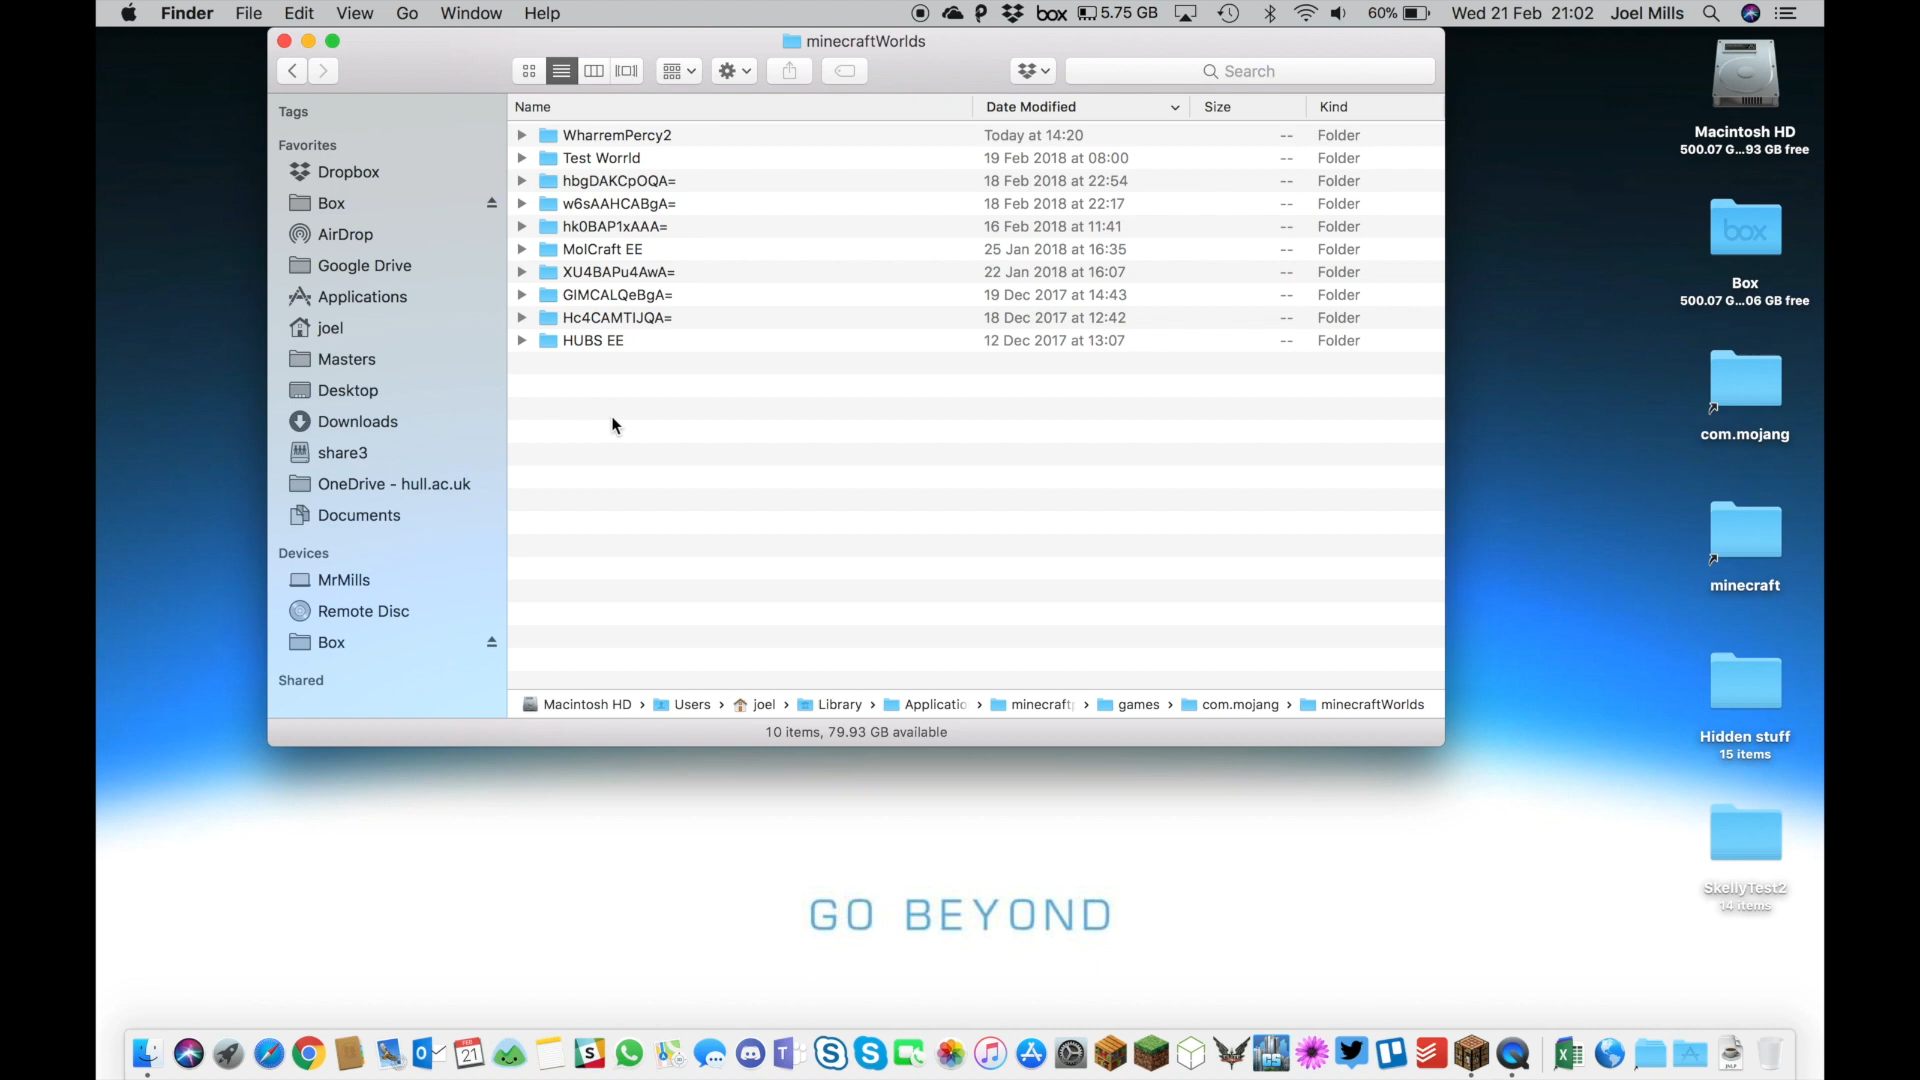 Finder File Edit View Go Window Help box 5.75 GB 60% Wed 21 Feb 21:02 Joel Mills
minecraftWorlds
Search
Tags
Favorites
Dropbox
Box
AirDrop
Google Drive
Applications
joel
Masters
Desktop
Downloads
share3
OneDrive - hull.ac.uk
Documents
Devices
MrMills
Remote Disc
Box
Shared
Name Date Modified Size Kind
WharremPercy2 Today at 14:20 -- Folder
Test Worrld 19 Feb 2018 at 08:00 -- Folder
hbgDAKCpOQA= 18 Feb 2018 at 22:54 -- Folder
w6sAAHCABgA= 18 Feb 2018 at 22:17 -- Folder
hk0BAP1xAAA= 16 Feb 2018 at 11:41 -- Folder
MolCraft EE 25 Jan 2018 at 16:35 -- Folder
XU4BAPu4AwA= 22 Jan 2018 at 16:07 -- Folder
GIMCALQeBgA= 19 Dec 2017 at 14:43 -- Folder
Hc4CAMTIJQA= 18 Dec 2017 at 12:42 -- Folder
HUBS EE 12 Dec 2017 at 13:07 -- Folder
Macintosh HD › Users › joel › Library › Applicatio › minecraft › games › com.mojang › minecraftWorlds
10 items, 79.93 GB available
Macintosh HD
500.07 G...93 GB free
box
Box
500.07 G...06 GB free
com.mojang
minecraft
Hidden stuff
15 items
SkellyTest2
14 items
GO BEYOND
FEB
21